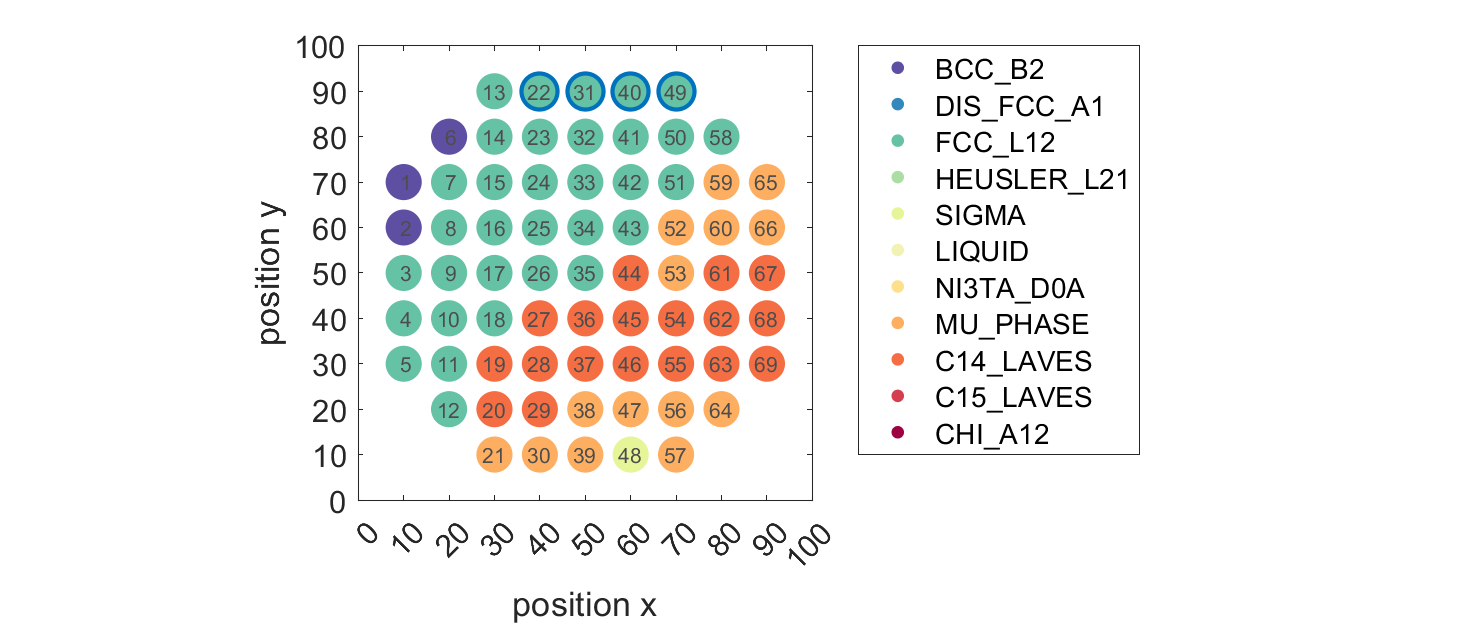 100
90
80
70
60
50
40
30
20
10
0
position y
13 22 31 40 49
6 14 23 32 41 50 58
1 7 15 24 33 42 51 59 65
2 8 16 25 34 43 52 60 66
3 9 17 26 35 44 53 61 67
4 10 18 27 36 45 54 62 68
5 11 19 28 37 46 55 63 69
12 20 29 38 47 56 64
21 30 39 48 57
0 10 20 30 40 50 60 70 80 90 100
position x
BCC_B2
DIS_FCC_A1
FCC_L12
HEUSLER_L21
SIGMA
LIQUID
NI3TA_D0A
MU_PHASE
C14_LAVES
C15_LAVES
CHI_A12